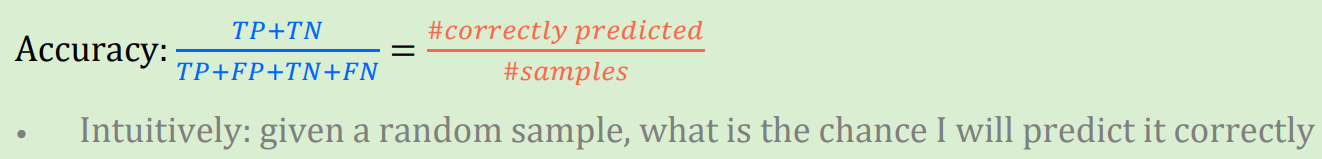 Accuracy: TP+TN / TP+FP+TN+FN = #correctly predicted / #samples
• Intuitively: given a random sample, what is the chance I will predict it correctly